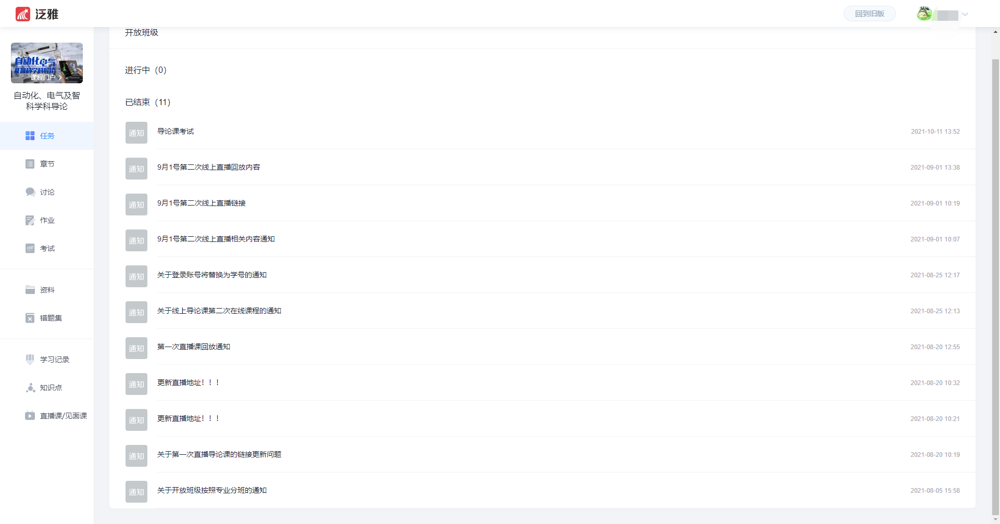 泛雅
回到旧版
自动化电气
及智科学科导论
课程门户
自动化、电气及智
科学科导论
任务
章节
讨论
作业
考试
资料
错题集
学习记录
知识点
直播课/见面课
开放班级
进行中（0）
已结束（11）
通知 导论课考试 2021-10-11 13:52
通知 9月1号第二次线上直播回放内容 2021-09-01 13:38
通知 9月1号第二次线上直播链接 2021-09-01 10:19
通知 9月1号第二次线上直播相关内容通知 2021-09-01 10:07
通知 关于登录账号将替换为学号的通知 2021-08-25 12:17
通知 关于线上导论课第二次在线课程的通知 2021-08-25 12:13
通知 第一次直播课回放通知 2021-08-20 12:55
通知 更新直播地址！！！ 2021-08-20 10:32
通知 更新直播地址！！！ 2021-08-20 10:21
通知 关于第一次直播导论课的链接更新问题 2021-08-20 10:19
通知 关于开放班级按照专业分班的通知 2021-08-05 15:58